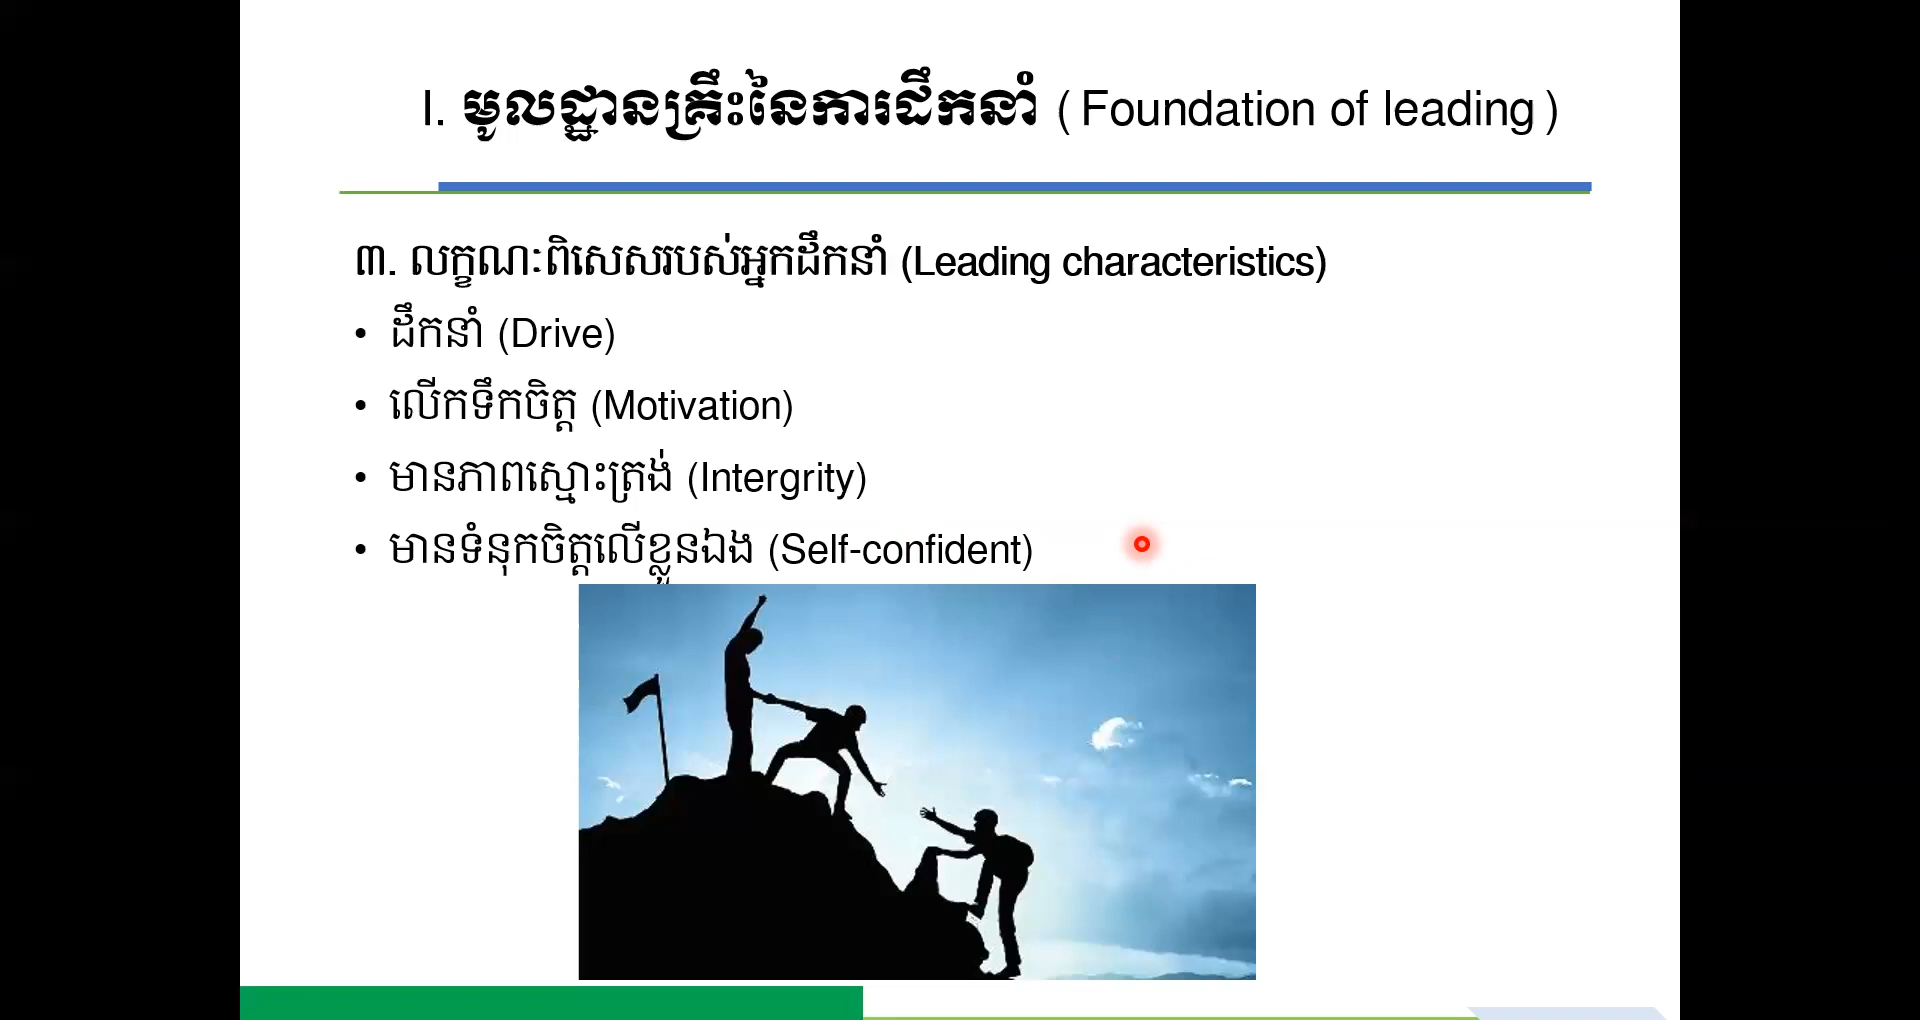 I. មូលដ្ឋានគ្រឹះនៃការដឹកនាំ (Foundation of leading)
៣. លក្ខណៈពិសេសរបស់អ្នកដឹកនាំ (Leading characteristics)
• ដឹកនាំ (Drive)
• លើកទឹកចិត្ត (Motivation)
• មានភាពស្មោះត្រង់ (Intergrity)
• មានទំនុកចិត្តលើខ្លួនឯង (Self-confident)